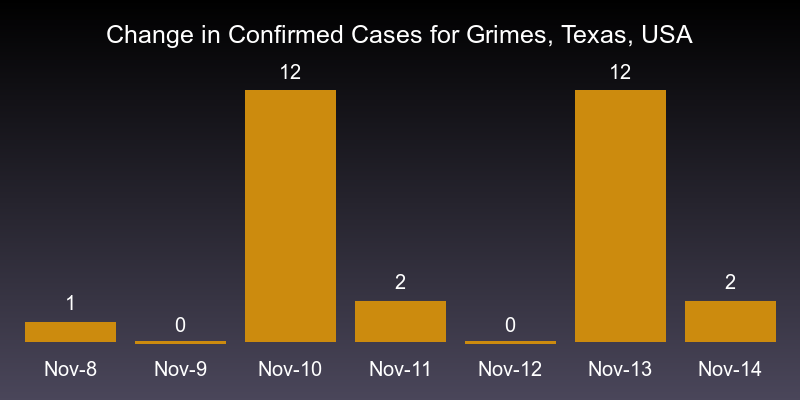 Change in Confirmed Cases for Grimes, Texas, USA
12 12
1 0 2 0 2
Nov-8 Nov-9 Nov-10 Nov-11 Nov-12 Nov-13 Nov-14